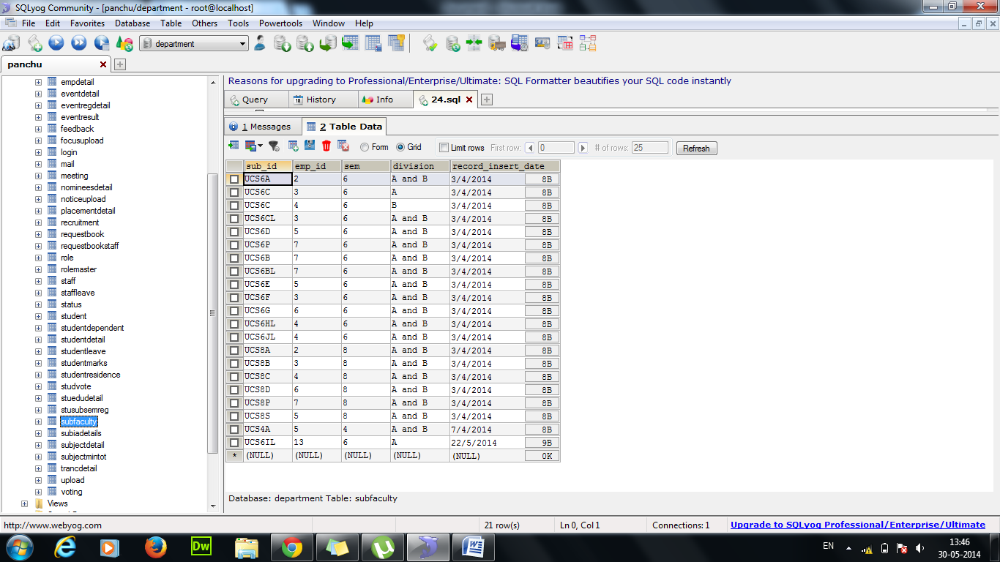 SQLyog Community - [panchu/department - root@localhost]
File Edit Favorites Database Table Others Tools Powertools Window Help
department
panchu
empdetail
eventdetail
eventregdetail
eventresult
feedback
focusupload
login
mail
meeting
nomineesdetail
noticeupload
placementdetail
recruitment
requestbook
requestbookstaff
role
rolemaster
staff
staffleave
status
student
studentdependent
studentdetail
studentleave
studentmarks
studentresidence
studvote
stuedudetail
stusubsemreg
subfaculty
subiadetails
subjectdetail
subjectmintot
trancdetail
upload
voting
Views
Reasons for upgrading to Professional/Enterprise/Ultimate: SQL Formatter beautifies your SQL code instantly
Query History Info 24.sql
1 Messages 2 Table Data
Form Grid Limit rows First row: 0 # of rows: 25 Refresh
sub_id emp_id sem division record_insert_date
UCS6A 2 6 A and B 3/4/2014 8B
UCS6C 3 6 A 3/4/2014 8B
UCS6C 4 6 B 3/4/2014 8B
UCS6CL 3 6 A and B 3/4/2014 8B
UCS6D 5 6 A and B 3/4/2014 8B
UCS6P 7 6 A and B 3/4/2014 8B
UCS6B 7 6 A and B 3/4/2014 8B
UCS6BL 7 6 A and B 3/4/2014 8B
UCS6E 5 6 A and B 3/4/2014 8B
UCS6F 3 6 A and B 3/4/2014 8B
UCS6G 6 6 A and B 3/4/2014 8B
UCS6HL 4 6 A and B 3/4/2014 8B
UCS6JL 4 6 A and B 3/4/2014 8B
UCS8A 2 8 A and B 3/4/2014 8B
UCS8B 3 8 A and B 3/4/2014 8B
UCS8C 4 8 A and B 3/4/2014 8B
UCS8D 6 8 A and B 3/4/2014 8B
UCS8P 7 8 A and B 3/4/2014 8B
UCS8S 5 8 A and B 3/4/2014 8B
UCS4A 5 4 A and B 7/4/2014 8B
UCS6IL 13 6 A 22/5/2014 9B
* (NULL) (NULL) (NULL) (NULL) (NULL) 0K
Database: department Table: subfaculty
http://www.webyog.com 21 row(s) Ln 0, Col 1 Connections: 1 Upgrade to SQLyog Professional/Enterprise/Ultimate
Dw
EN
13:46
30-05-2014